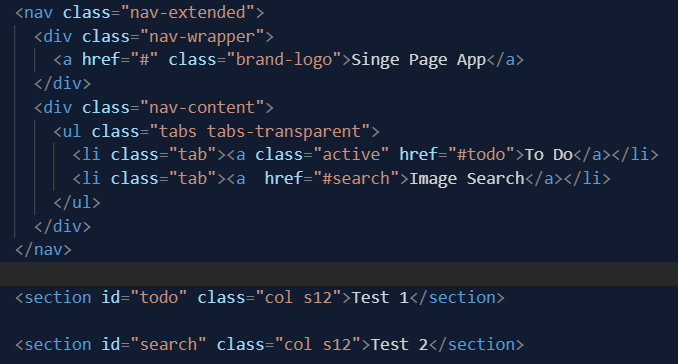 <nav class="nav-extended">
<div class="nav-wrapper">
<a href="#" class="brand-logo">Singe Page App</a>
</div>
<div class="nav-content">
<ul class="tabs tabs-transparent">
<li class="tab"><a class="active" href="#todo">To Do</a></li>
<li class="tab"><a  href="#search">Image Search</a></li>
</ul>
</div>
</nav>
<section id="todo" class="col s12">Test 1</section>
<section id="search" class="col s12">Test 2</section>